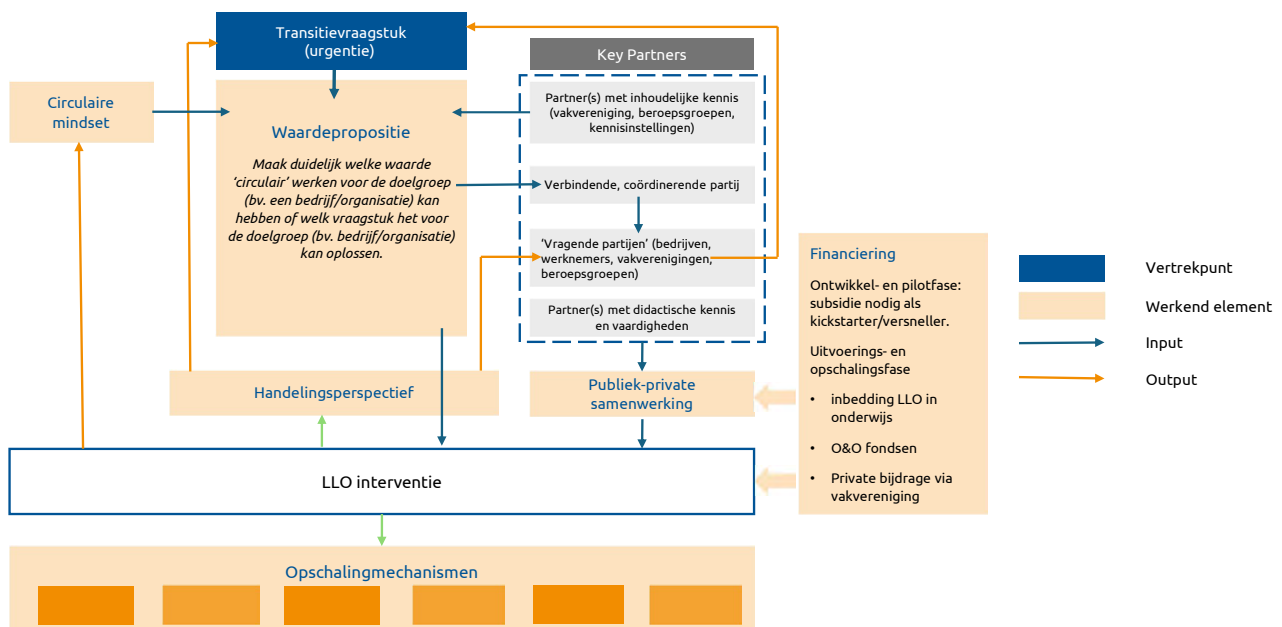 Transitievraagstuk
(urgentie)
Key Partners
Circulaire
mindset
Waardepropositie
Maak duidelijk welke waarde
‘circulair’ werken voor de doelgroep
(bv. een bedrijf/organisatie) kan
hebben of welk vraagstuk het voor
de doelgroep (bv. bedrijf/organisatie)
kan oplossen.
Partner(s) met inhoudelijke kennis
(vakvereniging, beroepsgroepen,
kennisinstellingen)
Verbindende, coördinerende partij
‘Vragende partijen’ (bedrijven,
werknemers, vakverenigingen,
beroepsgroepen)
Partner(s) met didactische kennis
en vaardigheden
Handelingsperspectief
Publiek-private
samenwerking
Financiering
Ontwikkel- en pilotfase:
subsidie nodig als
kickstarter/versneller.
Uitvoerings- en
opschalingsfase
• inbedding LLO in
onderwijs
• O&O fondsen
• Private bijdrage via
vakvereniging
Vertrekpunt
Werkend element
Input
Output
LLO interventie
Opschalingmechanismen